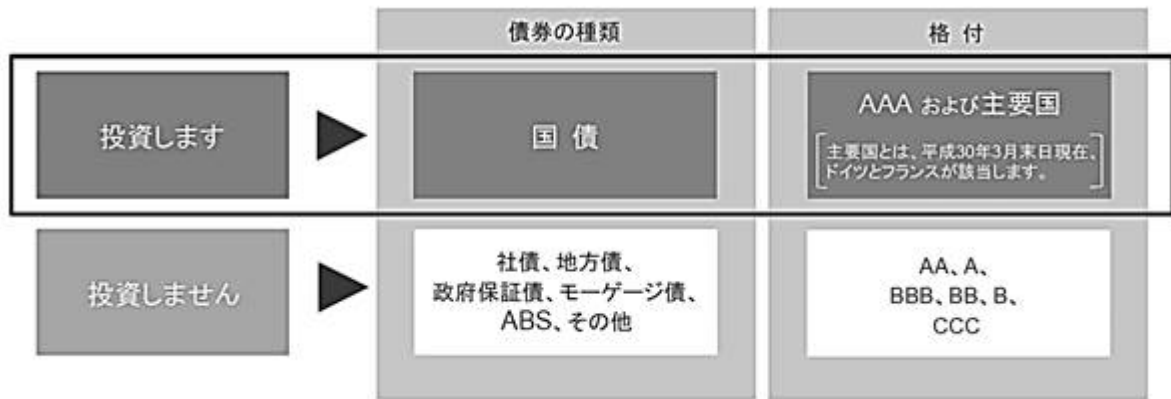 債券の種類
格 付
投資します
国 債
AAA および主要国
主要国とは、平成30年3月末日現在、
ドイツとフランスが該当します。
投資しません
社債、地方債、
政府保証債、モーゲージ債、
ABS、その他
AA、A、
BBB、BB、B、
CCC